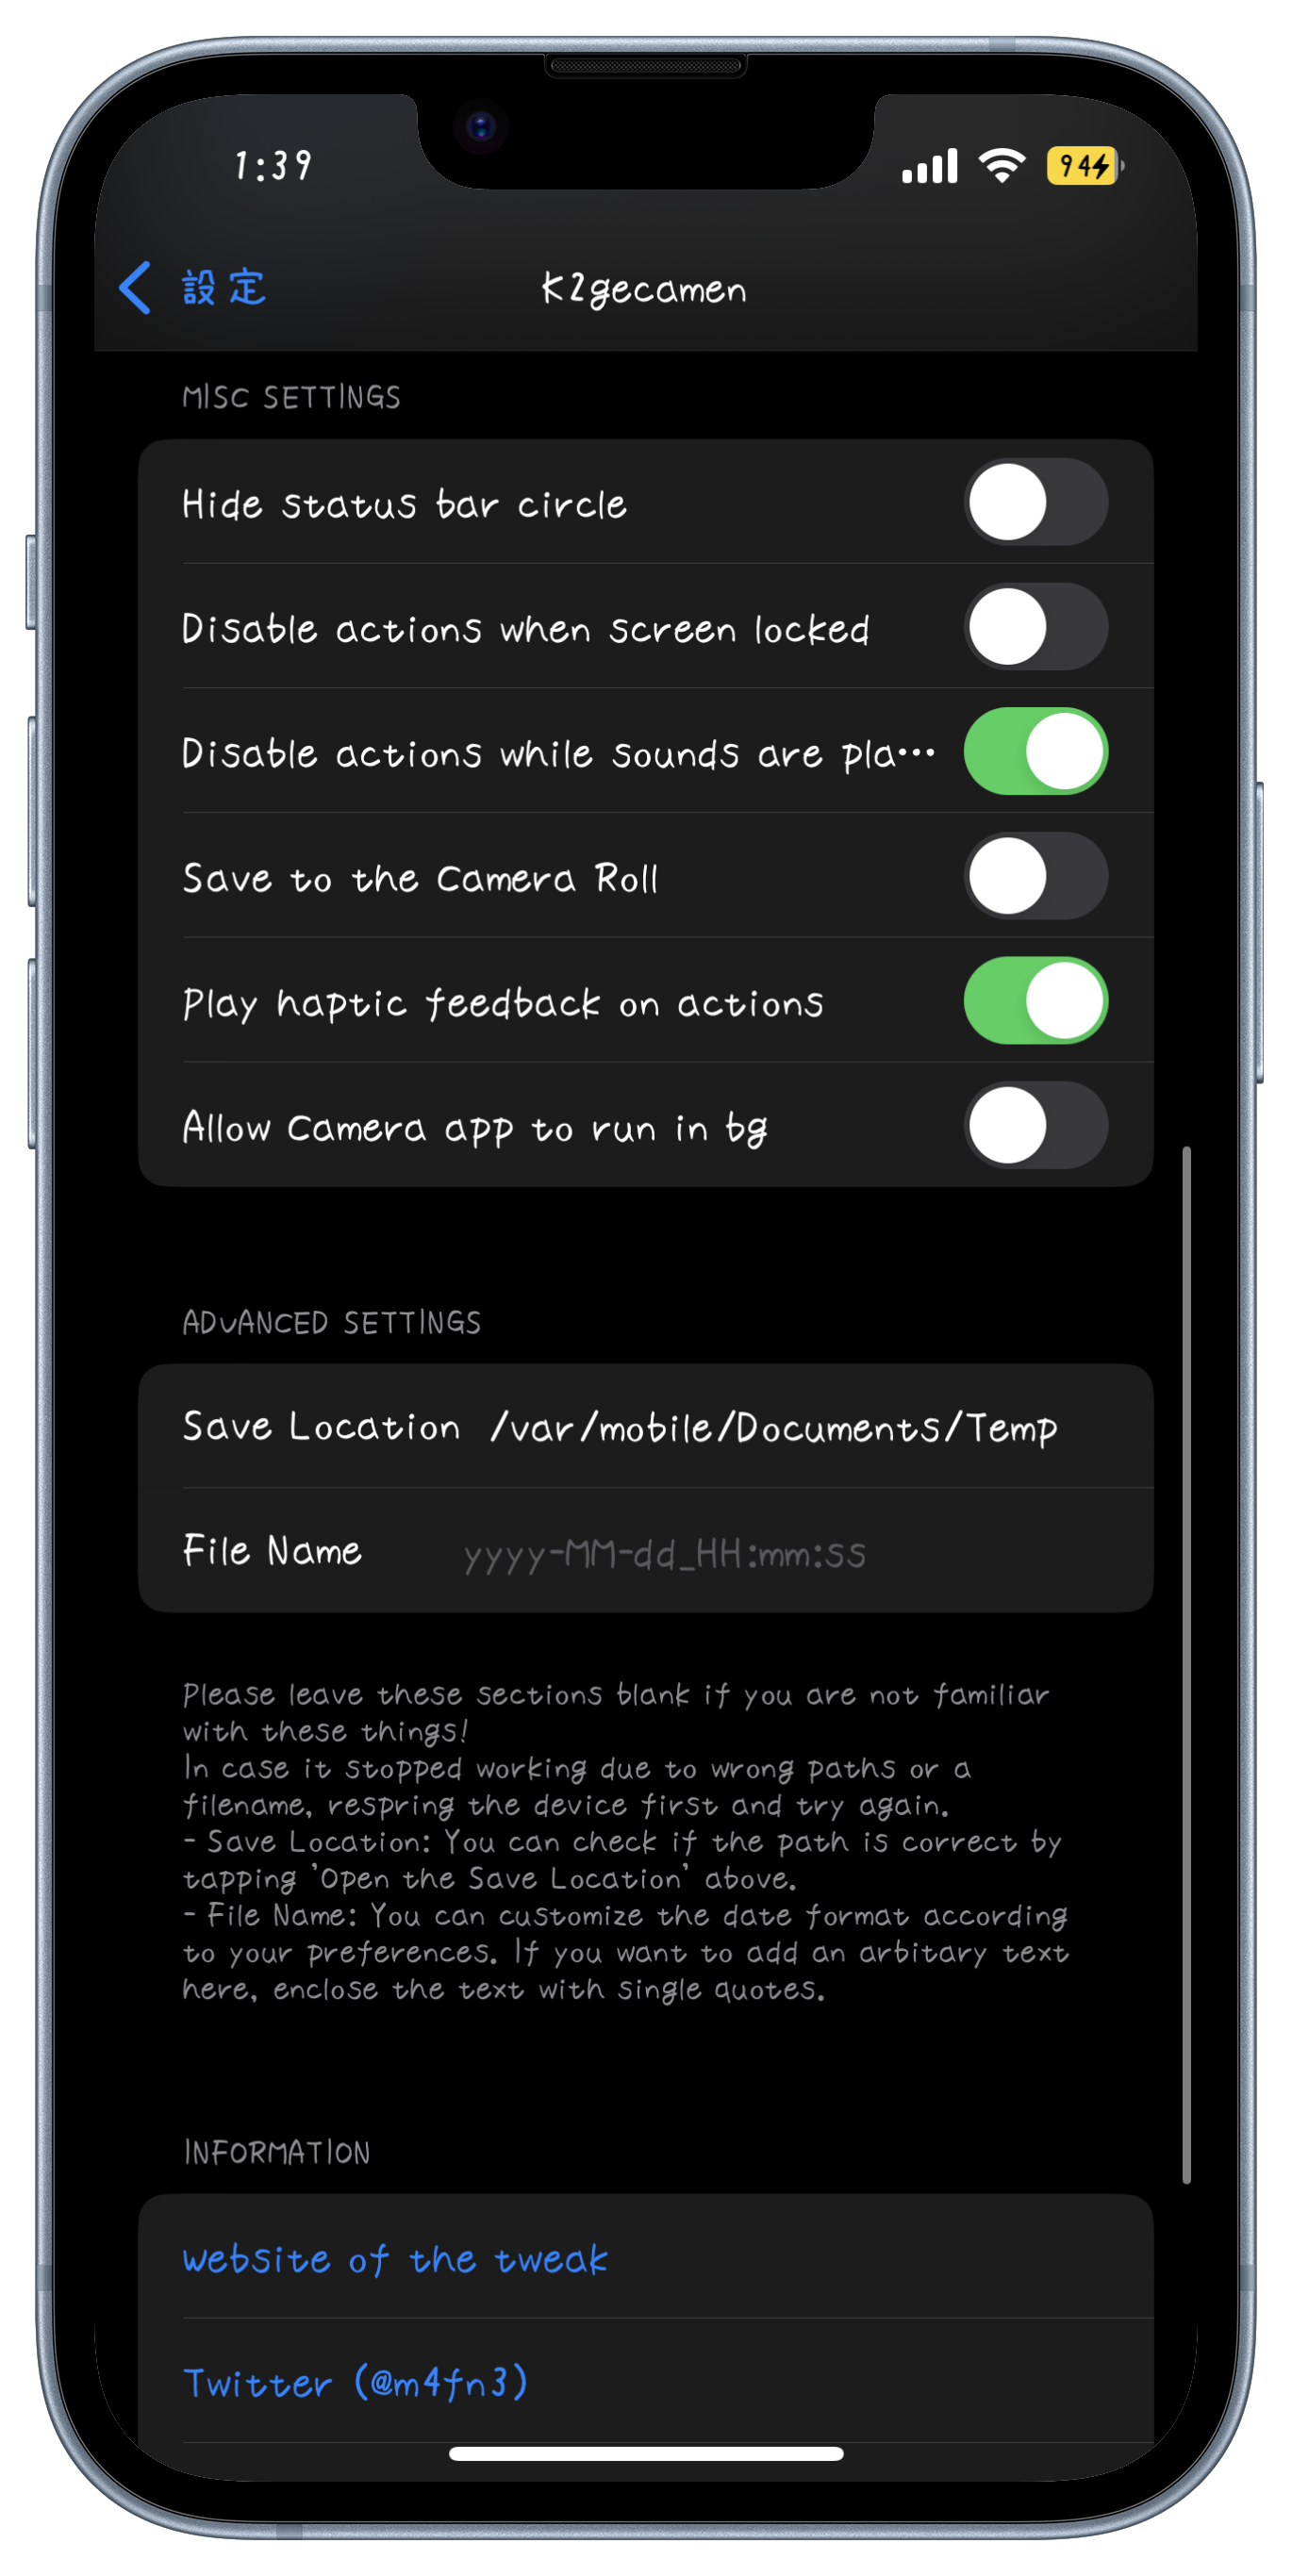 1:39
94
設定
K2gecamen
MISC SETTINGS
Hide status bar circle
Disable actions when screen locked
Disable actions while sounds are pla…
Save to the Camera Roll
Play haptic feedback on actions
Allow Camera app to run in bg
ADVANCED SETTINGS
Save Location /var/mobile/Documents/Temp
File Name yyyy-MM-dd_HH:mm:ss
Please leave these sections blank if you are not familiar
with these things!
In case it stopped working due to wrong paths or a
filename, respring the device first and try again.
- Save Location: You can check if the path is correct by
tapping 'Open the Save Location' above.
- File Name: You can customize the date format according
to your preferences. If you want to add an arbitary text
here, enclose the text with single quotes.
INFORMATION
Website of the tweak
Twitter (@m4fn3)